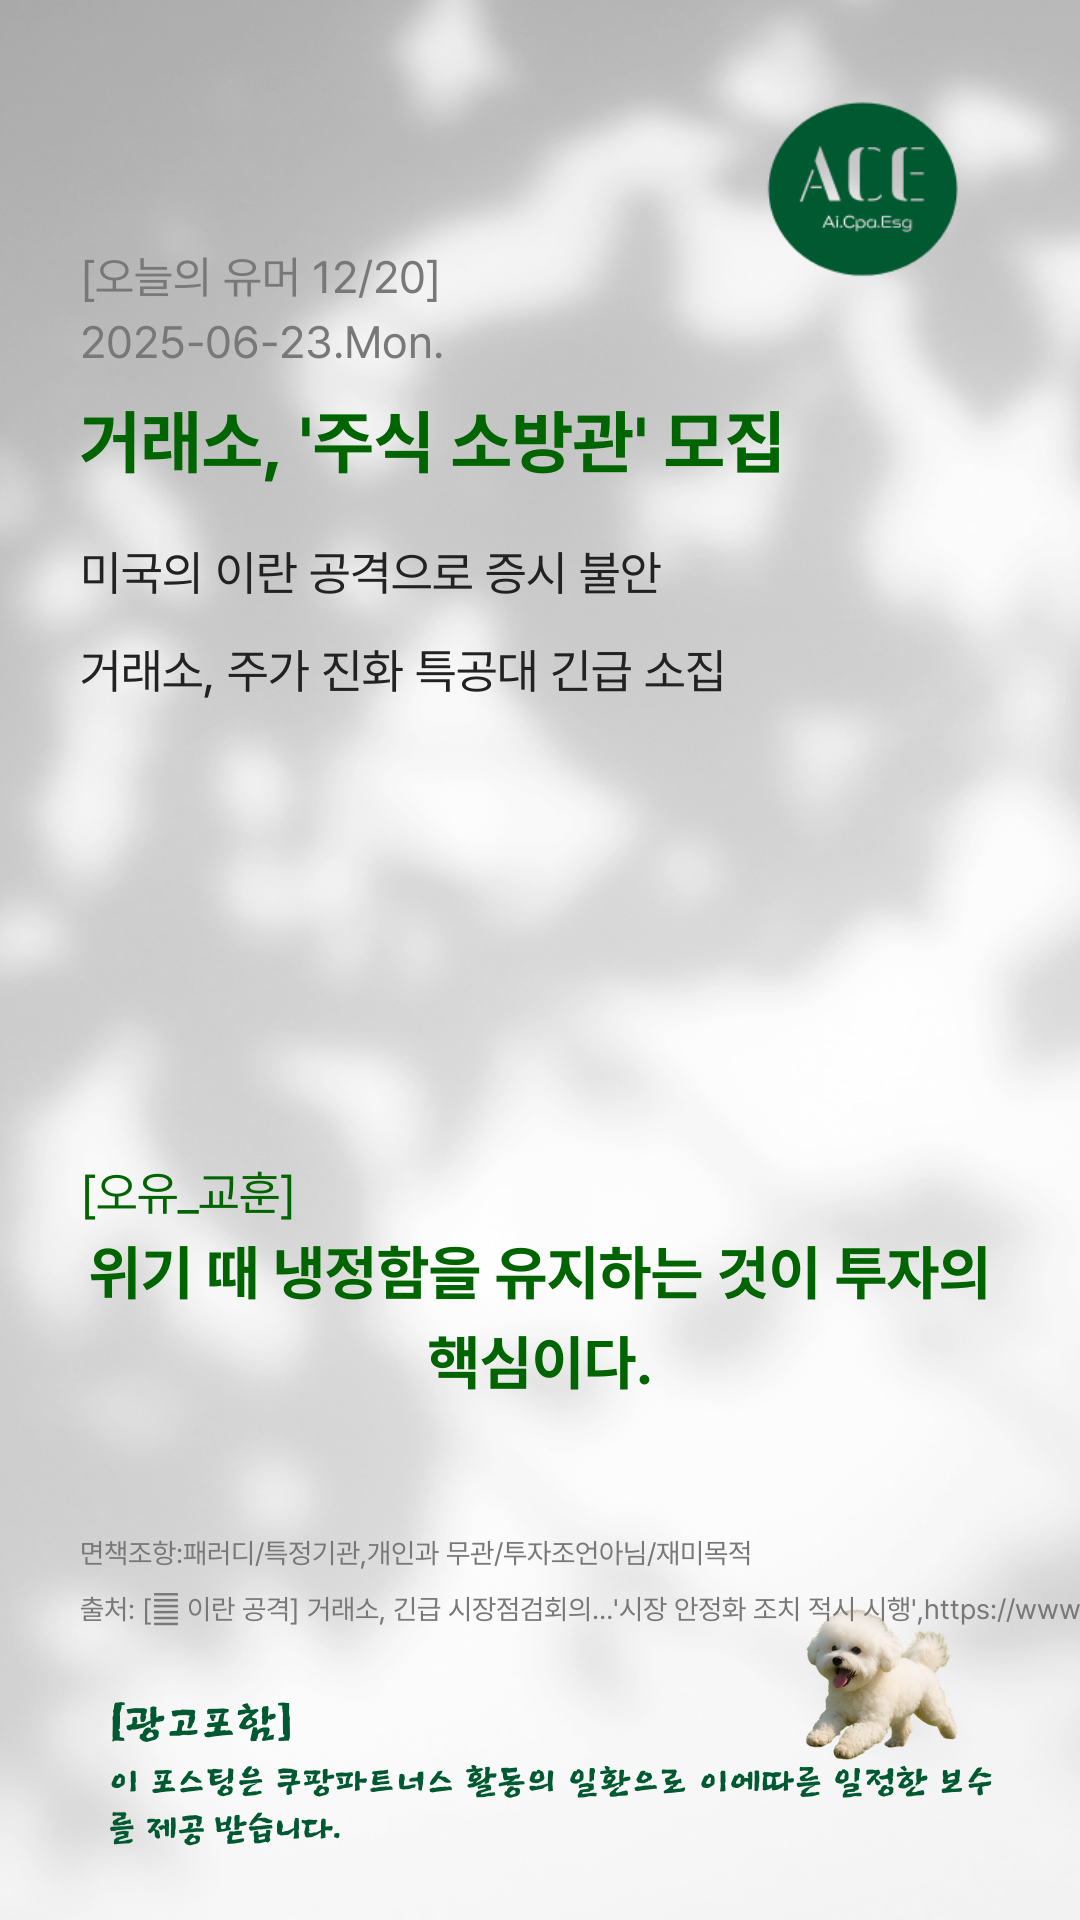 ACE
Ai.Cpa.Esg
[오늘의 유머 12/20]
2025-06-23.Mon.
거래소, '주식 소방관' 모집
미국의 이란 공격으로 증시 불안
거래소, 주가 진화 특공대 긴급 소집
[오유_교훈]
위기 때 냉정함을 유지하는 것이 투자의
핵심이다.
면책조항:패러디/특정기관,개인과 무관/투자조언아님/재미목적
출처: [ 이란 공격] 거래소, 긴급 시장점검회의...'시장 안정화 조치 적시 시행',https://www
[광고포함]
이 포스팅은 쿠팡파트너스 활동의 일환으로 이에따른 일정한 보수
를 제공 받습니다.